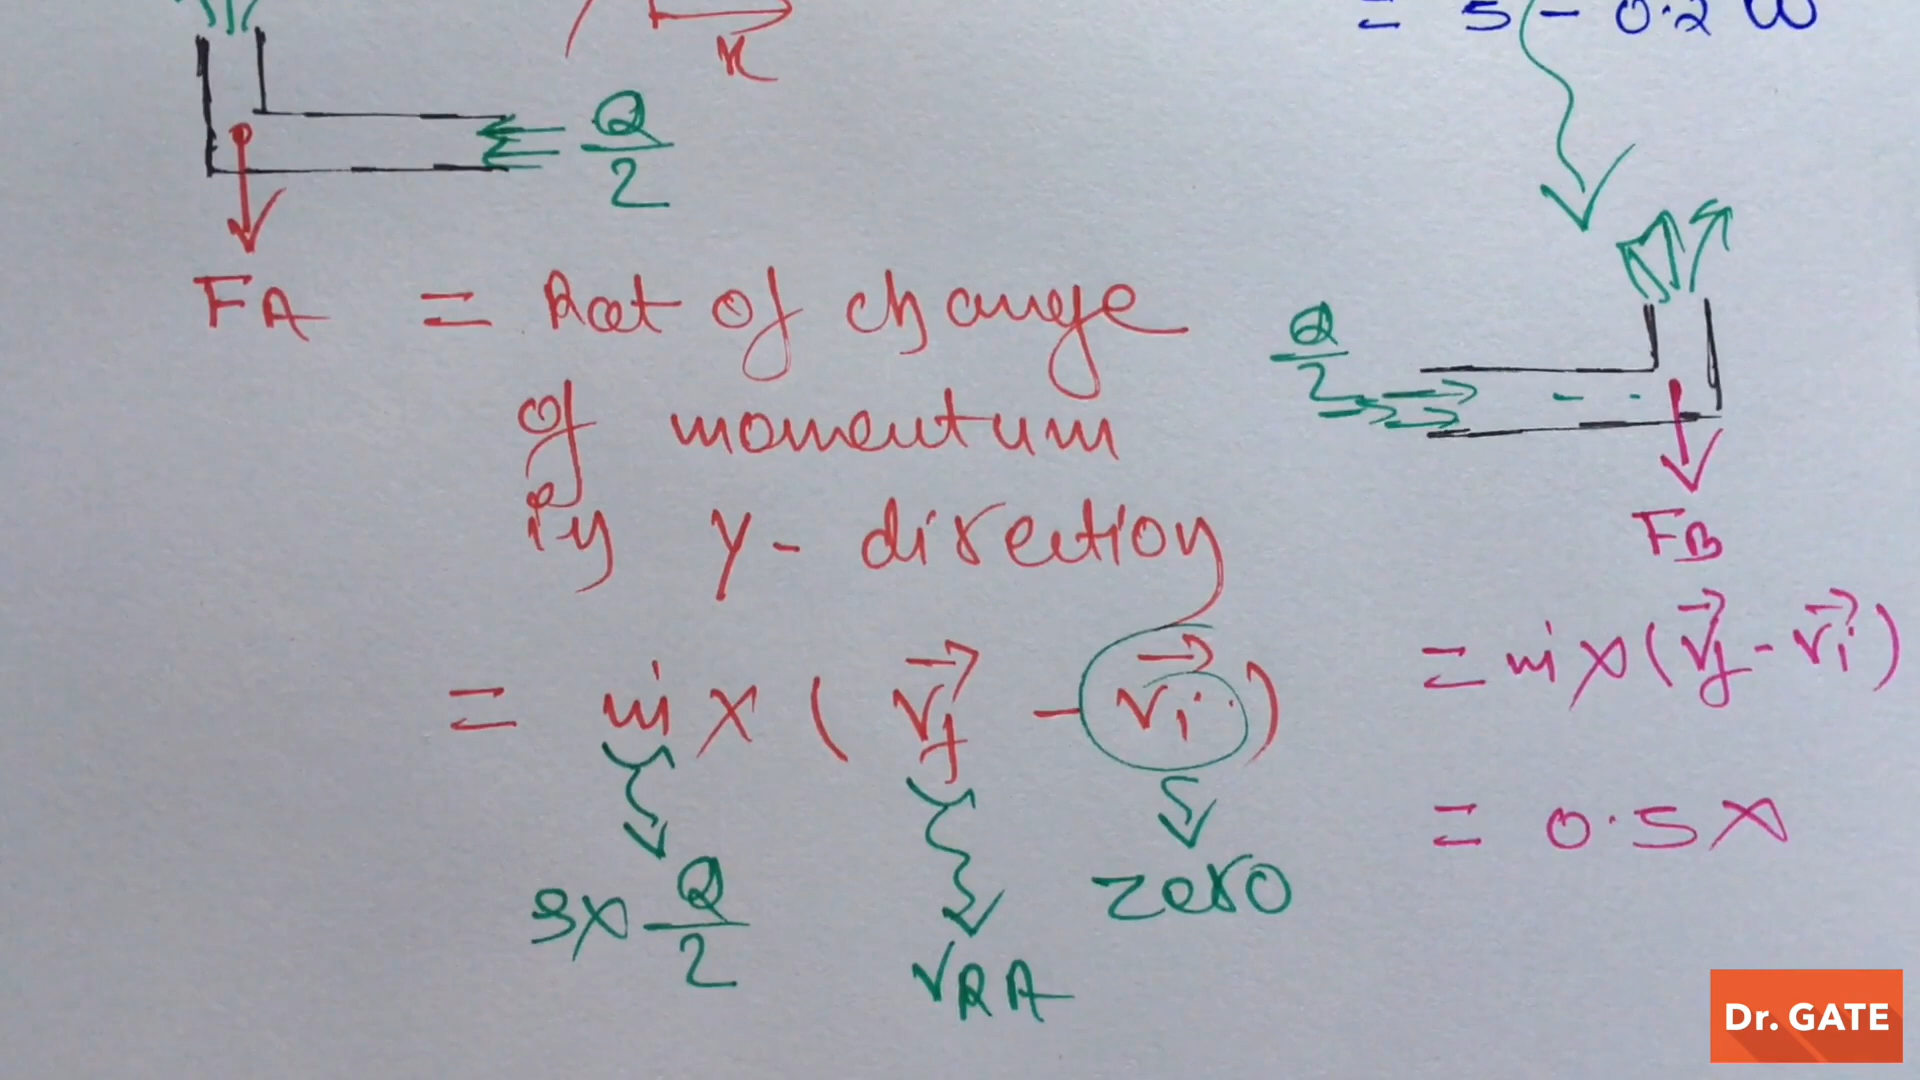 x
= 5 - 0.2 ω
Q/2
FA = Rat of change
of momentum
in y-direction
= ṁ x ( v⃗f - v⃗i )
ρ x Q/2
VRA
zero
Q/2
FB
= ṁ x ( v⃗f - v⃗i )
= 0.5 x
Dr. GATE